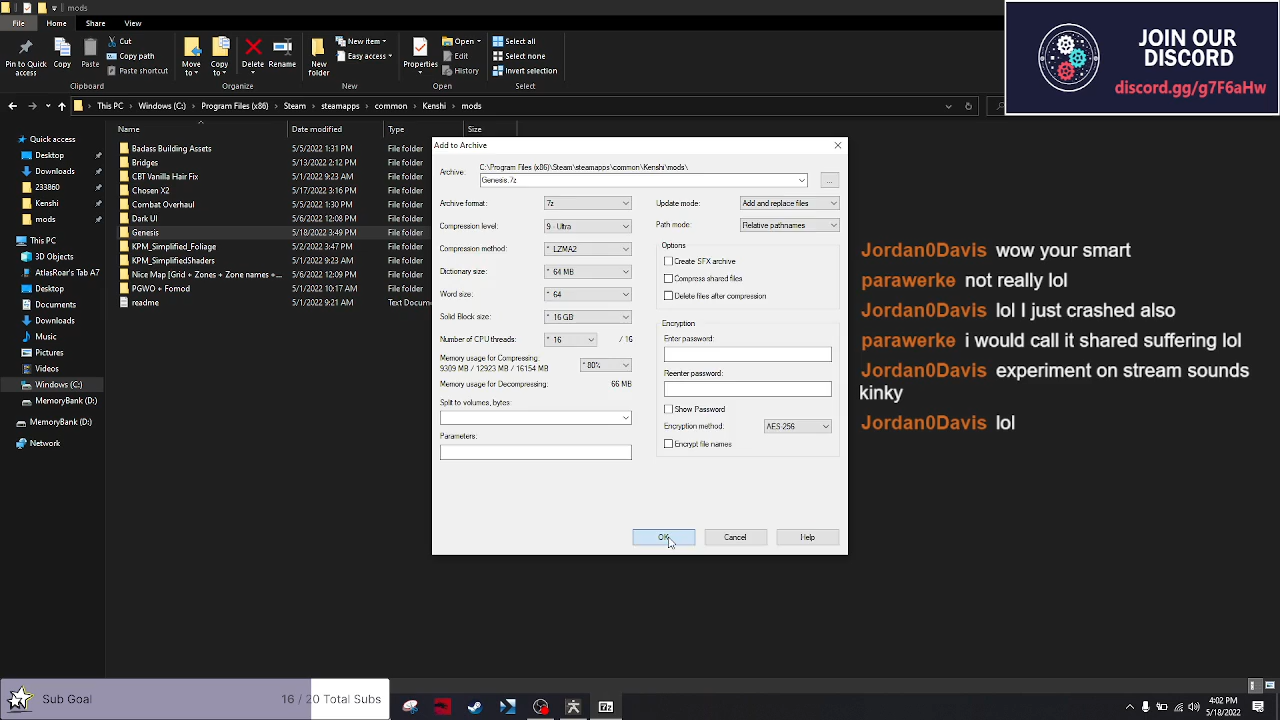 mods
File
Home
Share
View
Pin to Quick access
Copy
Paste
Cut
Copy path
Paste shortcut
Clipboard
Move to
Copy to
Delete
Rename
Organize
New folder
New item
Easy access
New
Properties
Open
Edit
History
Open
Select all
Select none
Invert selection
JOIN OUR
DISCORD
discord.gg/g7F6aHw
This PC > Windows (C:) > Program Files (x86) > Steam > steamapps > common > Kenshi > mods
Name
Date modified
Type
Size
Quick access
Desktop
Downloads
233860
Kenshi
mods
This PC
3D Objects
AtlasRoars Tab A7
Desktop
Documents
Downloads
Music
Pictures
Videos
Windows (C:)
MemoryBank (D:)
MemoryBank (D:)
Network
Badass Building Assets 5/5/2022 1:31 PM File folder
Bridges 5/13/2022 2:46 PM File folder
CBT Vanilla Hair Fix 5/1/2022 9:23 AM File folder
Chosen X2 5/17/2022 3:16 PM File folder
Combat Overhaul 5/2/2022 1:30 PM File folder
Dark UI 5/6/2022 12:08 PM File folder
Genesis 5/18/2022 3:49 PM File folder
KPM_Simplified_Foliage 5/2/2022 3:47 PM File folder
KPM_SimplifiedShaders 5/1/2022 9:23 AM File folder
Nice Map [Grid + Zones + Zone names +... 5/1/2022 2:13 PM File folder
PGWO + Fomod 5/2/2022 10:17 AM File folder
readme 5/1/2022 9:21 AM Text Docume
Add to Archive
Archive:
C:\Program Files (x86)\Steam\steamapps\common\Kenshi\mods\
Genesis.7z
...
Archive format: 7z
Compression level: 9 - Ultra
Compression method: * LZMA2
Dictionary size: * 64 MB
Word size: * 64
Solid Block size: * 16 GB
Number of CPU threads: * 16 / 16
Memory usage for Compressing:
9309 MB / 12923 MB / 16154 MB * 80%
Memory usage for Decompressing: 66 MB
Split to volumes, bytes:
Parameters:
Update mode: Add and replace files
Path mode: Relative pathnames
Options
Create SFX archive
Compress shared files
Delete files after compression
Encryption
Enter password:
Reenter password:
Show Password
Encryption method: AES-256
Encrypt file names
OK
Cancel
Help
Jordan0Davis wow your smart
parawerke not really lol
Jordan0Davis lol I just crashed also
parawerke i would call it shared suffering lol
Jordan0Davis experiment on stream sounds
kinky
Jordan0Davis lol
Sub Goal
16 / 20 Total Subs
7z
4:02 PM
5/18/2022